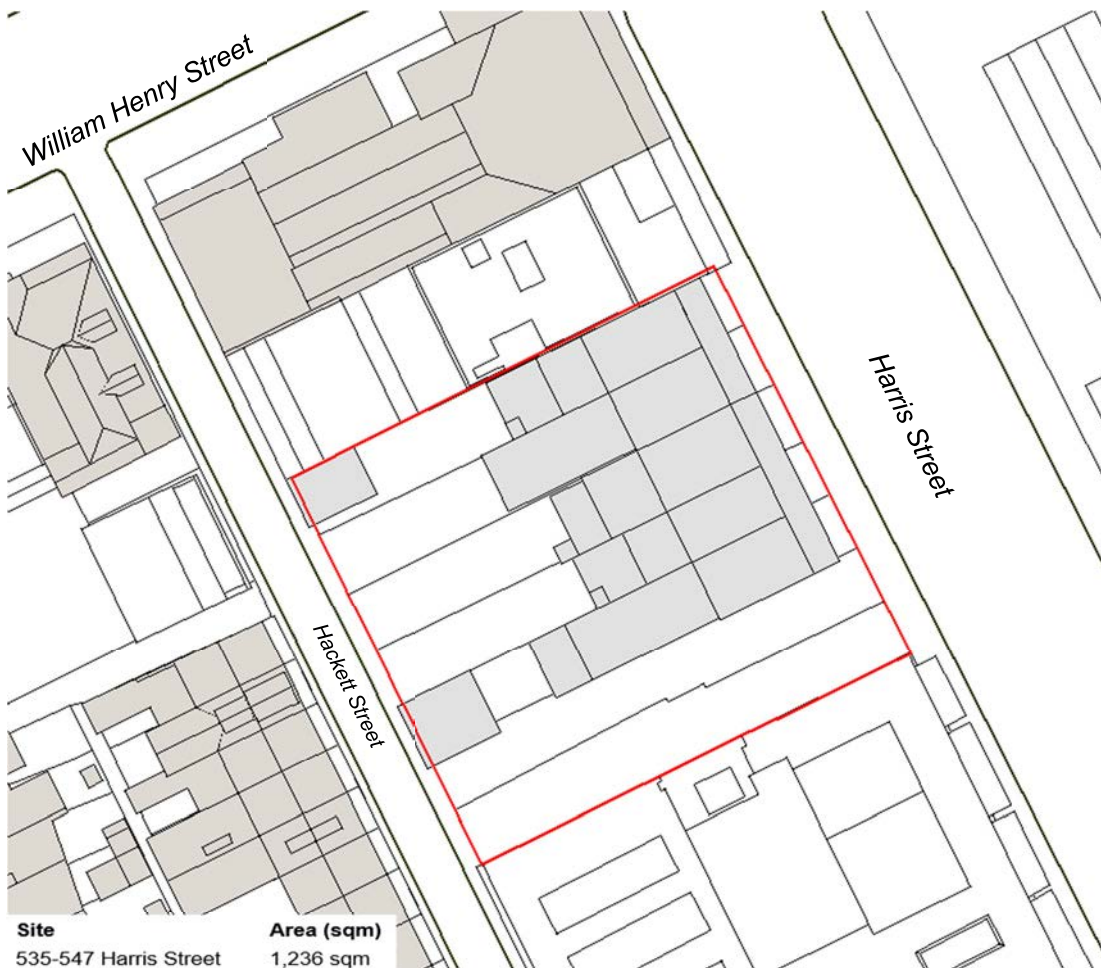 William Henry Street
Harris Street
Hackett Street
Site Area (sqm)
535-547 Harris Street 1,236 sqm